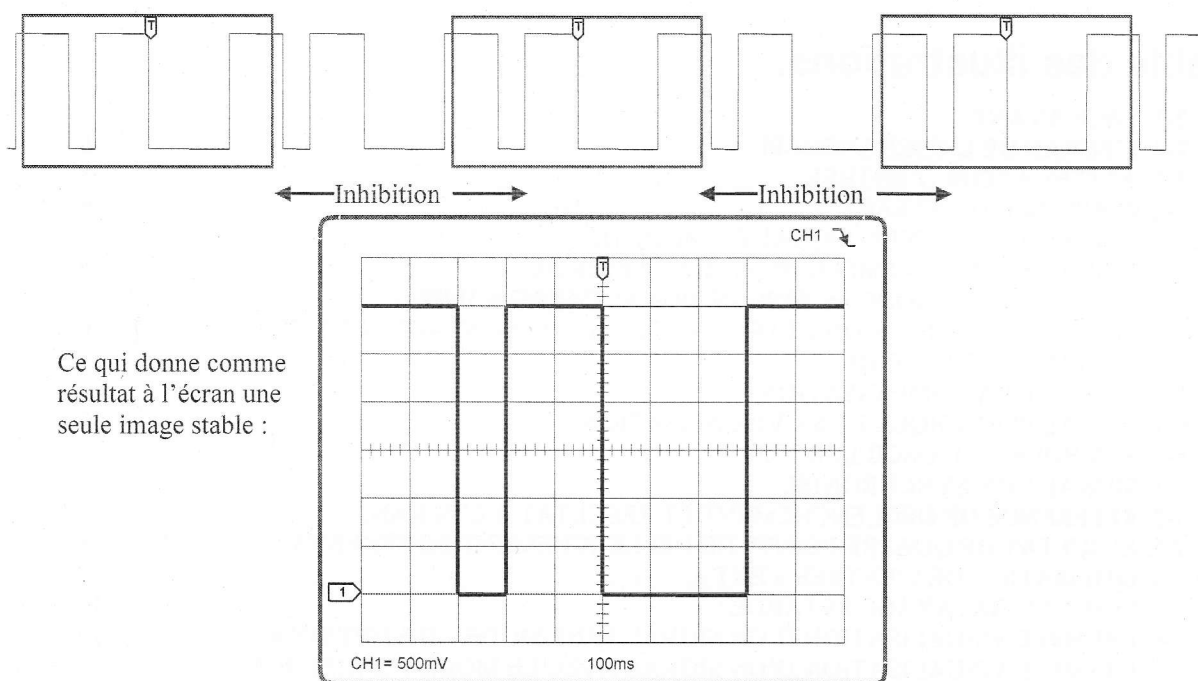 T T T
Inhibition Inhibition
CH1
T
Ce qui donne comme
résultat à l'écran une
seule image stable :
1
CH1= 500mV 100ms